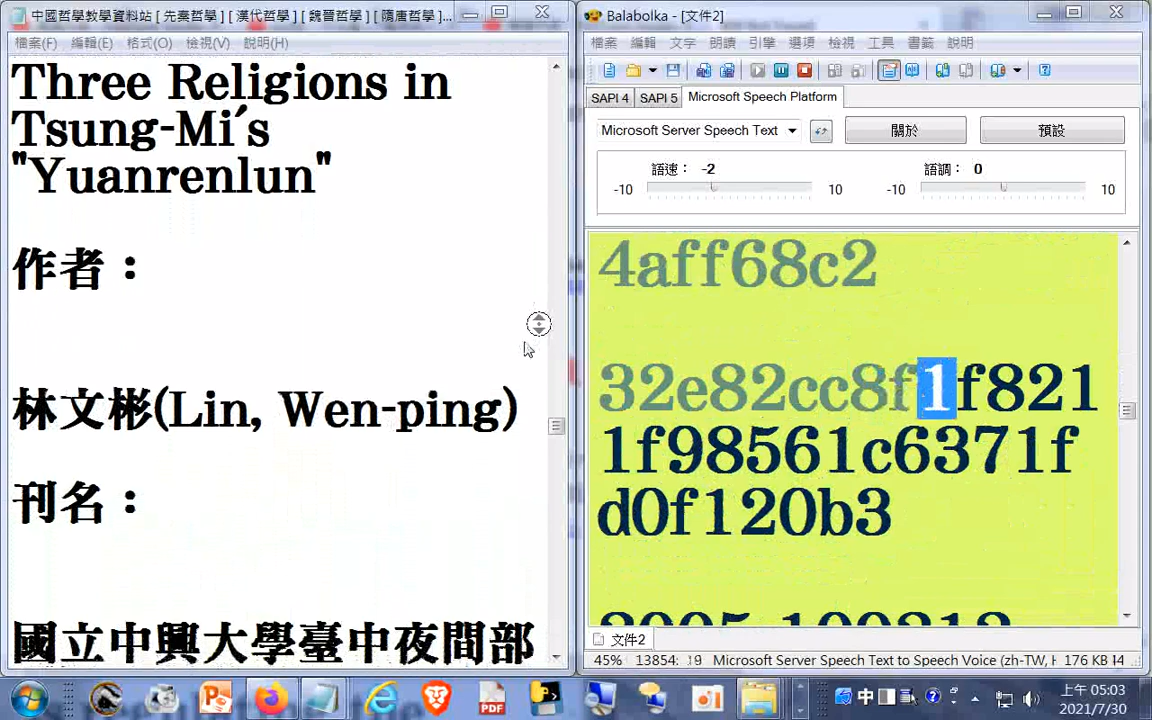 中國哲學教學資料站 [ 先秦哲學 ] [ 漢代哲學 ] [ 魏晉哲學 ] [ 隋唐哲學 ]...
檔案(F) 編輯(E) 格式(O) 檢視(V) 說明(H)
Three Religions in
Tsung-Mi's
"Yuanrenlun"
作者：
林文彬(Lin, Wen-ping)
刊名：
國立中興大學臺中夜間部
Balabolka - [文件2]
檔案 編輯 文字 朗讀 引擎 選項 檢視 工具 書籤 說明
SAPI 4 SAPI 5 Microsoft Speech Platform
Microsoft Server Speech Text 關於 預設
語速： -2 語調： 0
-10 10 -10 10
4aff68c2
32e82cc8f1f821
1f98561c6371f
d0f120b3
文件2
45% 13854: 19 Microsoft Server Speech Text to Speech Voice (zh-TW, H 176 KB
中
上午 05:03
2021/7/30